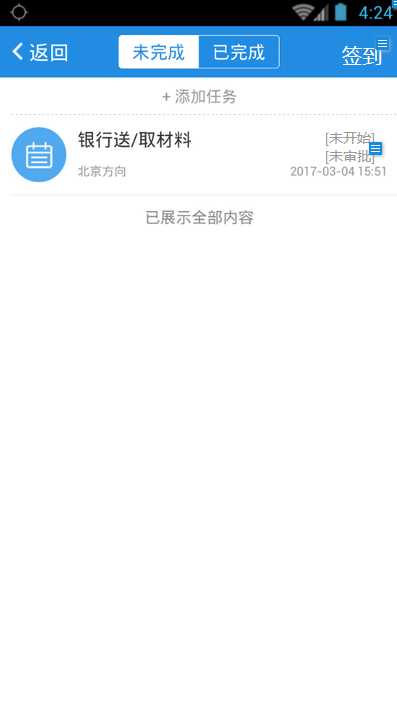 4:24
返回 未完成 已完成 签到
+ 添加任务
银行送/取材料 [未开始]
[未审批]
北京方向 2017-03-04 15:51
已展示全部内容